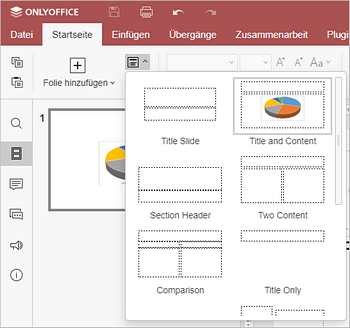 ONLYOFFICE
Datei Startseite Einfügen Übergänge Zusammenarbeit
Folie hinzufügen
Aa
1
Title Slide Title and Content
Section Header Two Content
Comparison Title Only